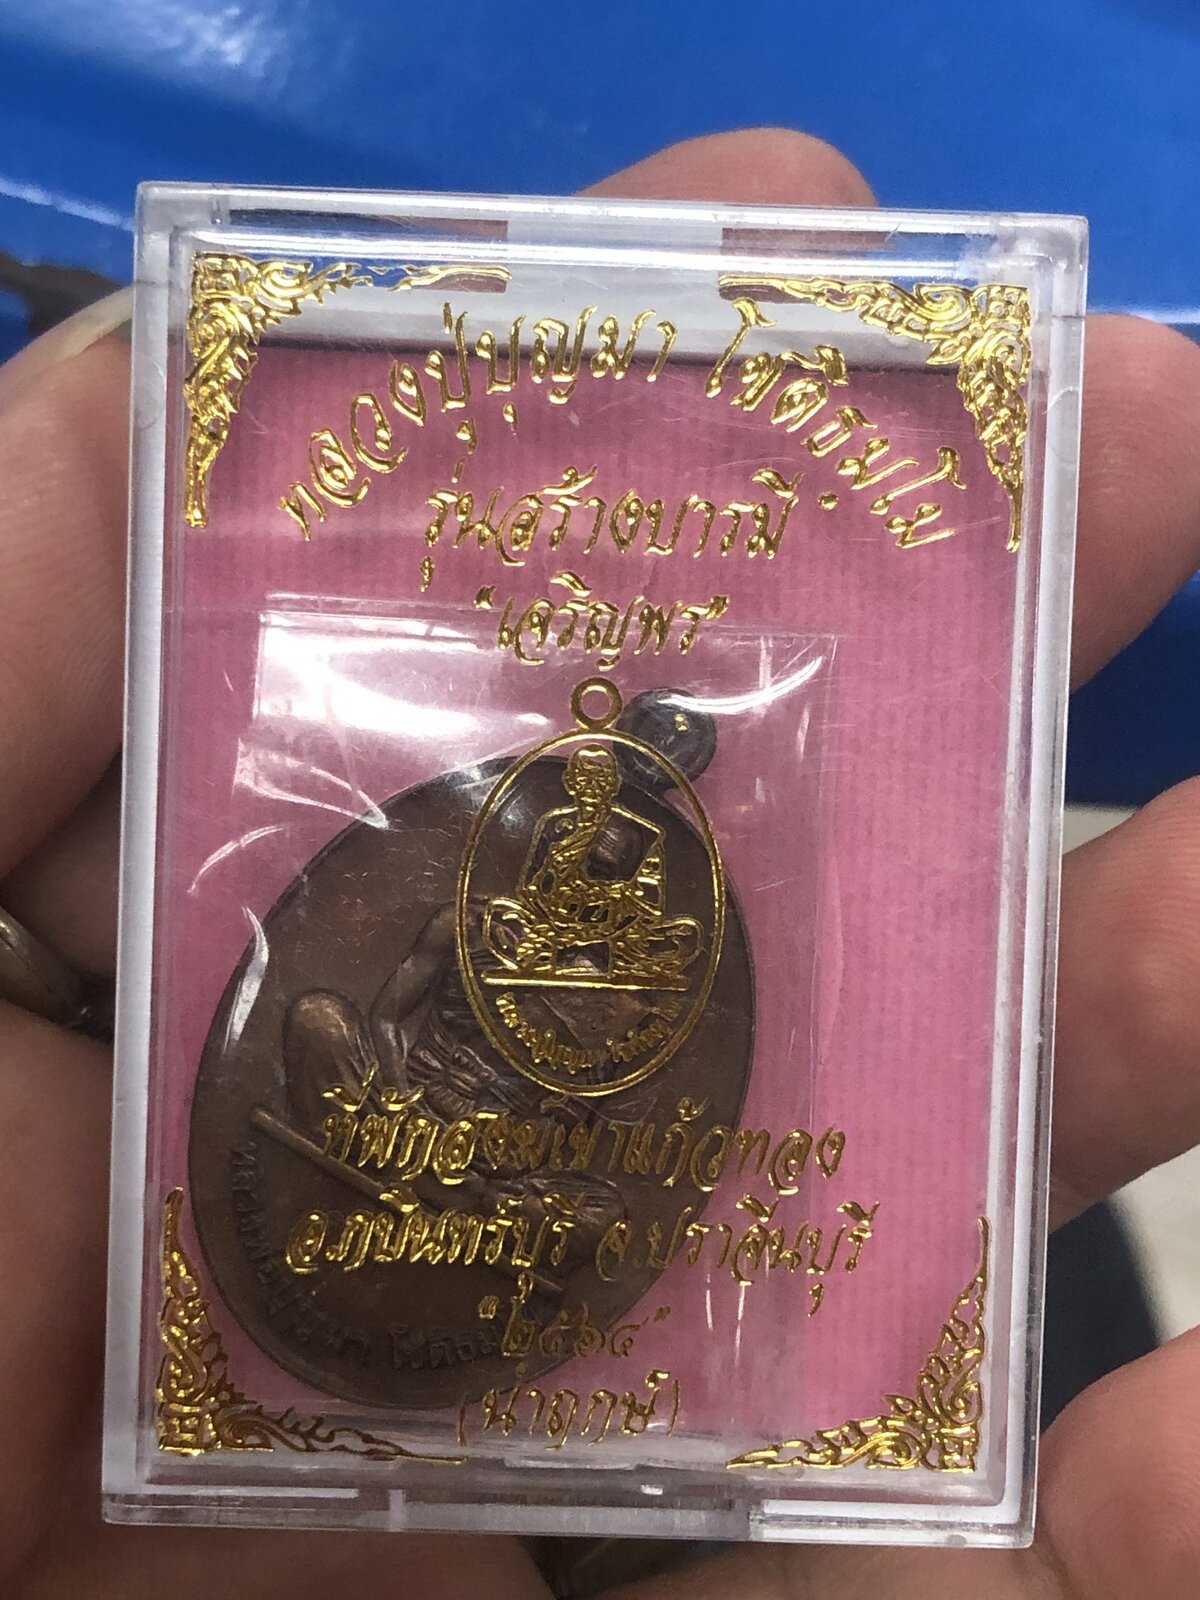 หลวงปู่บุญมา โชติธมฺโม
รุ่นสร้างบารมี
"เจริญพร"
ที่พักสงฆ์เขาแก้วทอง
อ.กบินทร์บุรี จ.ปราจีนบุรี
"๒๕๖๔"
(นำฤกษ์)